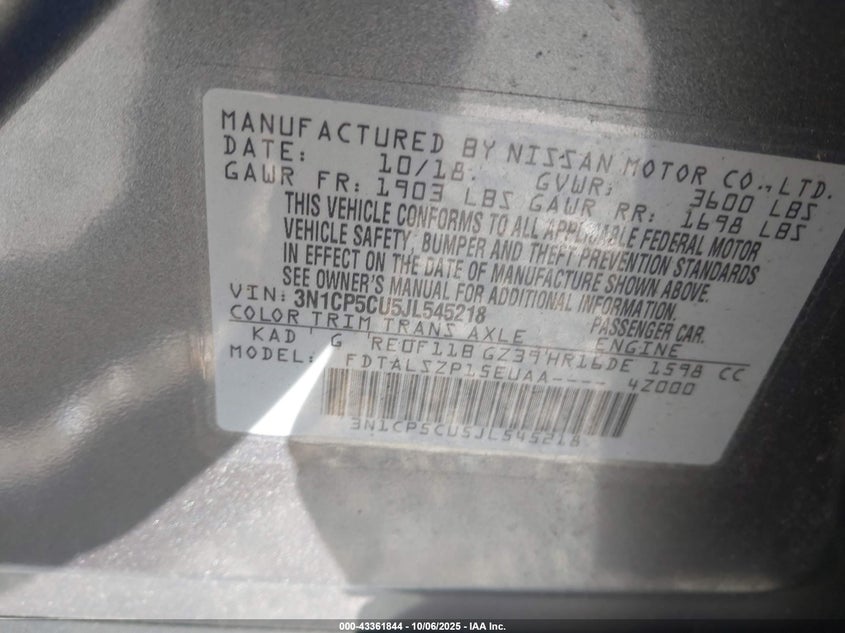 MANUFACTURED BY NISSAN MOTOR CO., LTD.
DATE: 10/18 GVWR: 3600 LBS
GAWR FR: 1903 LBS GAWR RR: 1698 LBS
THIS VEHICLE CONFORMS TO ALL APPLICABLE FEDERAL MOTOR
VEHICLE SAFETY, BUMPER AND THEFT PREVENTION STANDARDS
IN EFFECT ON THE DATE OF MANUFACTURE SHOWN ABOVE.
SEE OWNER'S MANUAL FOR ADDITIONAL INFORMATION.
VIN: 3N1CP5CU5JL545218 PASSENGER CAR.
COLOR TRIM TRANS AXLE ENGINE
KAD G RE0F11B GZ39 HR16DE 1598 CC
MODEL: FDTALSZP15EUAA---- 4Z000
3N1CP5CU5JL545218
000-43361844 - 10/06/2025 - IAA Inc.